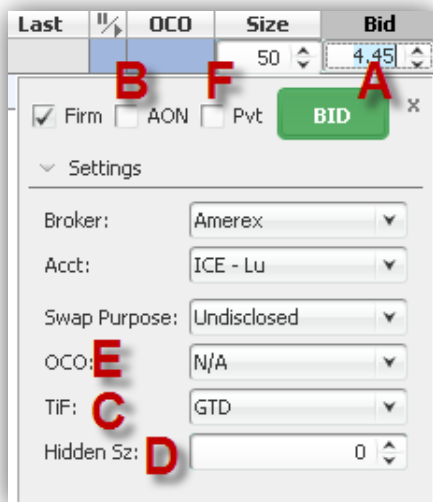 Last "/▸ OCO Size Bid
50 4.45
B F A
Firm AON Pvt BID x
Settings
Broker: Amerex
Acct: ICE - Lu
Swap Purpose: Undisclosed
OCO: E N/A
TiF: C GTD
Hidden Sz: D 0